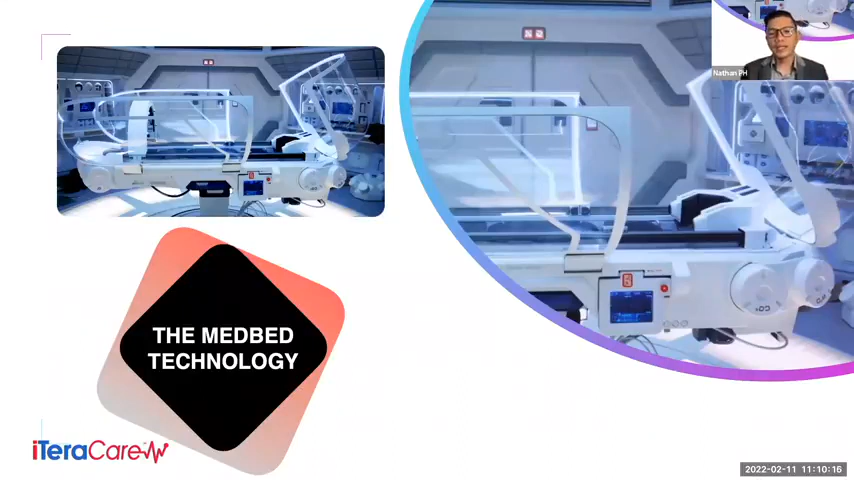 Nathan PH
THE MEDBED
TECHNOLOGY
iTeraCare
2022-02-11 11:10:16